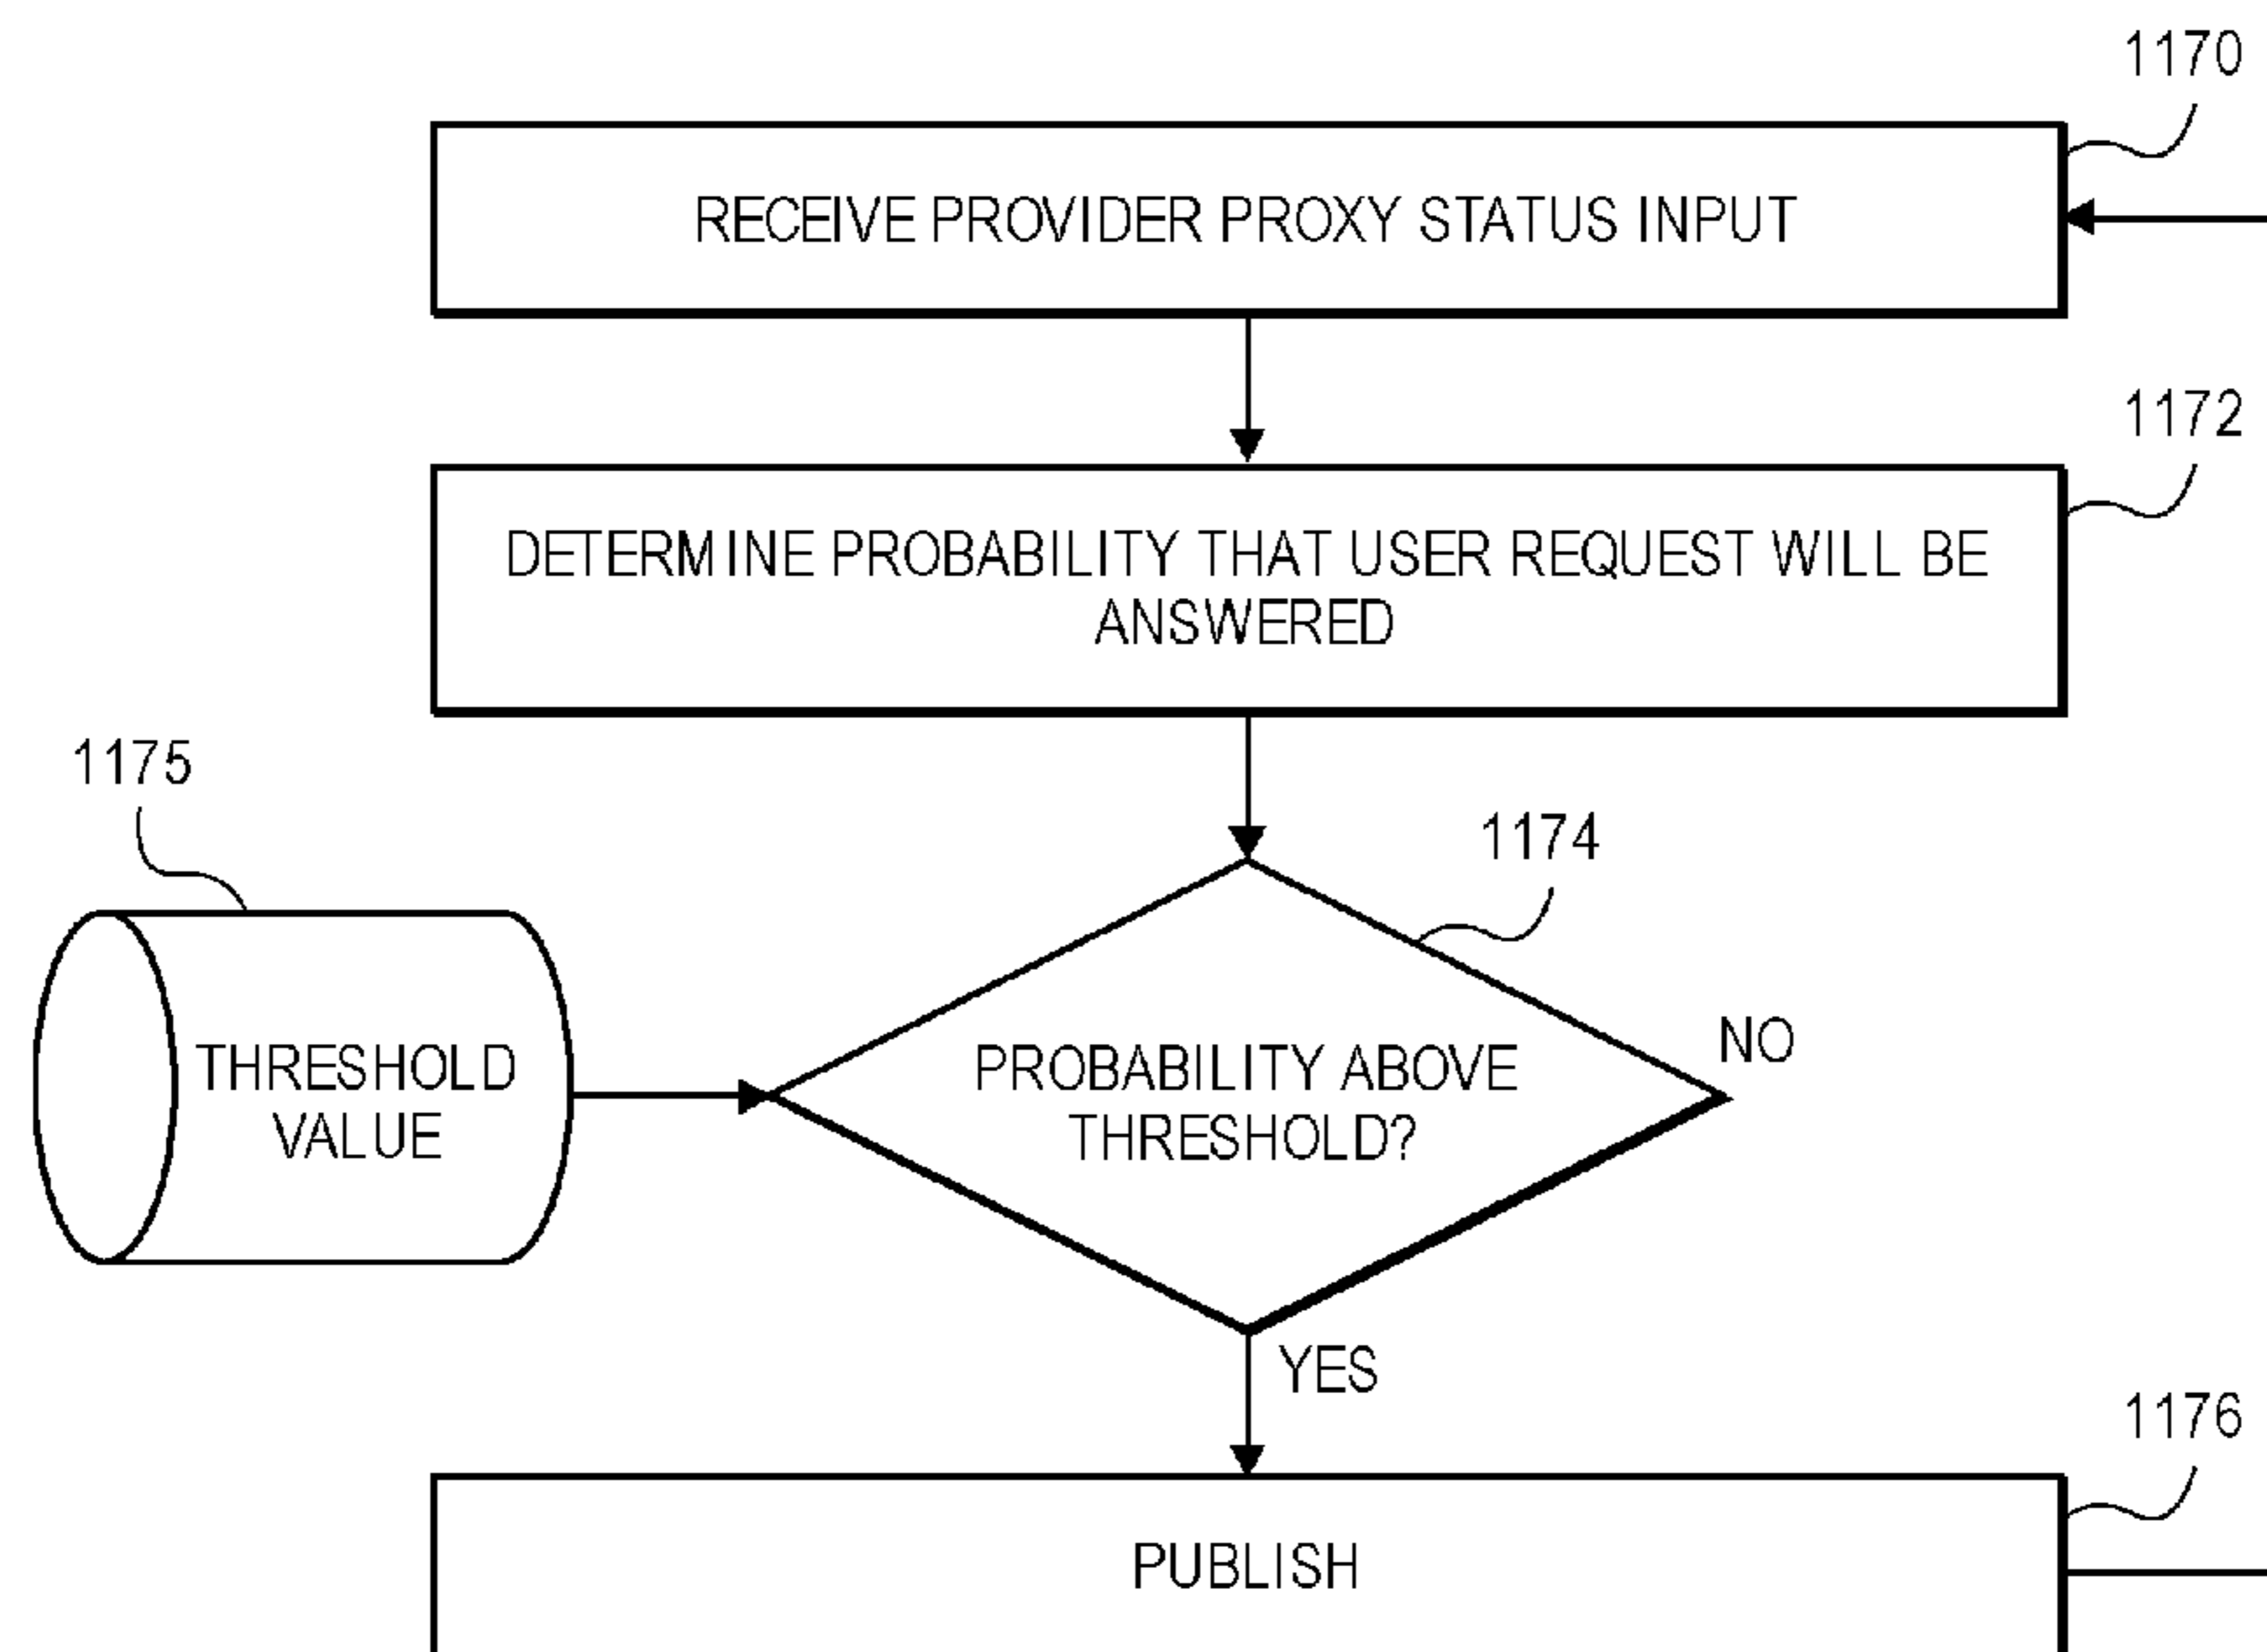 1170
RECEIVE PROVIDER PROXY STATUS INPUT
1172
DETERMINE PROBABILITY THAT USER REQUEST WILL BE
ANSWERED
1175
1174
THRESHOLD
VALUE
PROBABILITY ABOVE
THRESHOLD?
NO
YES
1176
PUBLISH